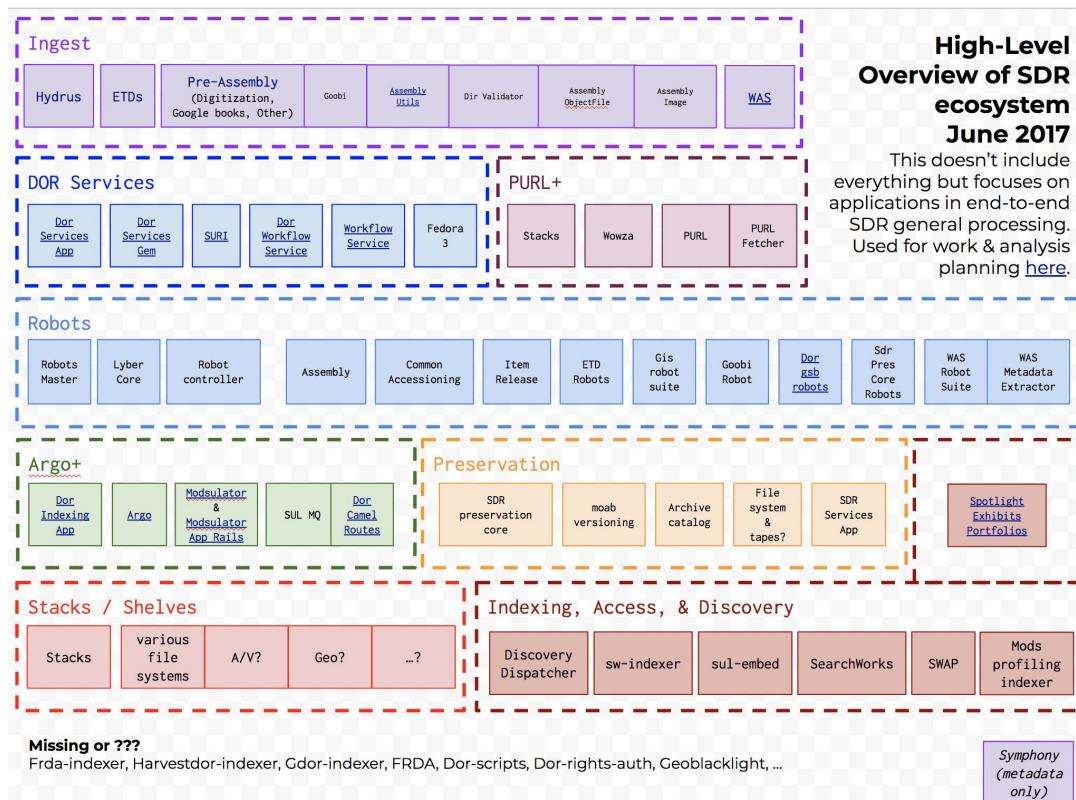 High-Level
Overview of SDR
ecosystem
June 2017
This doesn't include
everything but focuses on
applications in end-to-end
SDR general processing.
Used for work & analysis
planning here.
Ingest
Hydrus
ETDs
Pre-Assembly
(Digitization,
Google books, Other)
Goobi
Assembly
Utils
Dir Validator
Assembly
ObjectFile
Assembly
Image
WAS
DOR Services
Dor
Services
App
Dor
Services
Gem
SURI
Dor
Workflow
Service
Workflow
Service
Fedora
3
PURL+
Stacks
Wowza
PURL
PURL
Fetcher
Robots
Robots
Master
Lyber
Core
Robot
controller
Assembly
Common
Accessioning
Item
Release
ETD
Robots
Gis
robot
suite
Goobi
Robot
Dor
gsb
robots
Sdr
Pres
Core
Robots
WAS
Robot
Suite
WAS
Metadata
Extractor
Argo+
Dor
Indexing
App
Argo
Modsulator
&
Modsulator
App Rails
SUL MQ
Dor
Camel
Routes
Preservation
SDR
preservation
core
moab
versioning
Archive
catalog
File
system
&
tapes?
SDR
Services
App
Spotlight
Exhibits
Portfolios
Stacks / Shelves
Stacks
various
file
systems
A/V?
Geo?
…?
Indexing, Access, & Discovery
Discovery
Dispatcher
sw-indexer
sul-embed
SearchWorks
SWAP
Mods
profiling
indexer
Missing or ???
Frda-indexer, Harvestdor-indexer, Gdor-indexer, FRDA, Dor-scripts, Dor-rights-auth, Geoblacklight, …
Symphony
(metadata
only)